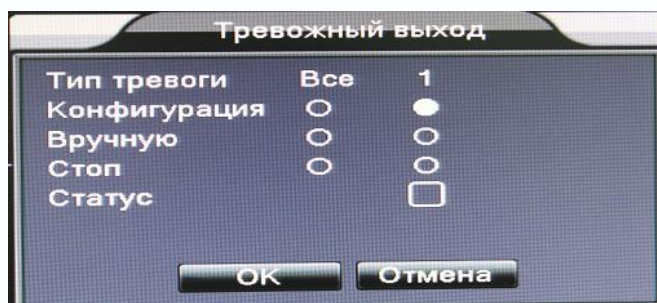 Тревожный выход
Тип тревоги Все 1
Конфигурация
Вручную
Стоп
Статус
OK Отмена